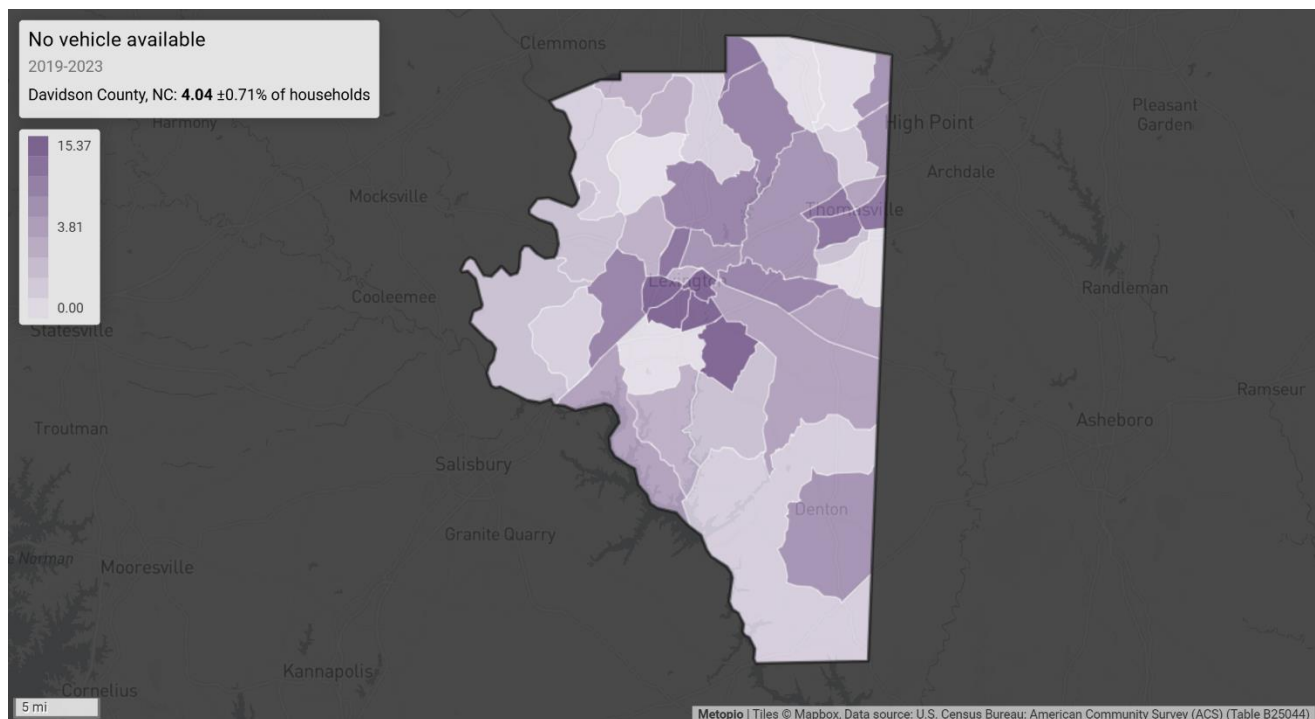 No vehicle available
2019-2023
Davidson County, NC: 4.04 ±0.71% of households
15.37
3.81
0.00
Clemmons
Harmony
Pleasant
Garden
High Point
Archdale
Mocksville
Thomasville
Lexington
Cooleemee
Randleman
Statesville
Ramseur
Asheboro
Troutman
Salisbury
Denton
Granite Quarry
Norman
Mooresville
Kannapolis
Cornelius
5 mi
Metopio | Tiles © Mapbox, Data source: U.S. Census Bureau: American Community Survey (ACS) (Table B25044)